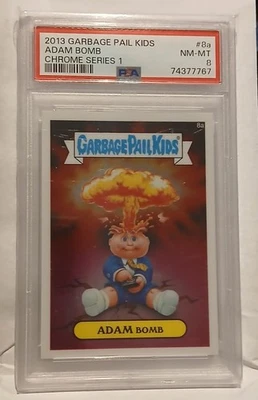 2013 GARBAGE PAIL KIDS #8a
ADAM BOMB NM-MT
CHROME SERIES 1 8
PSA 74377767
8a
GARBAGE PAIL KIDS
ADAM BOMB